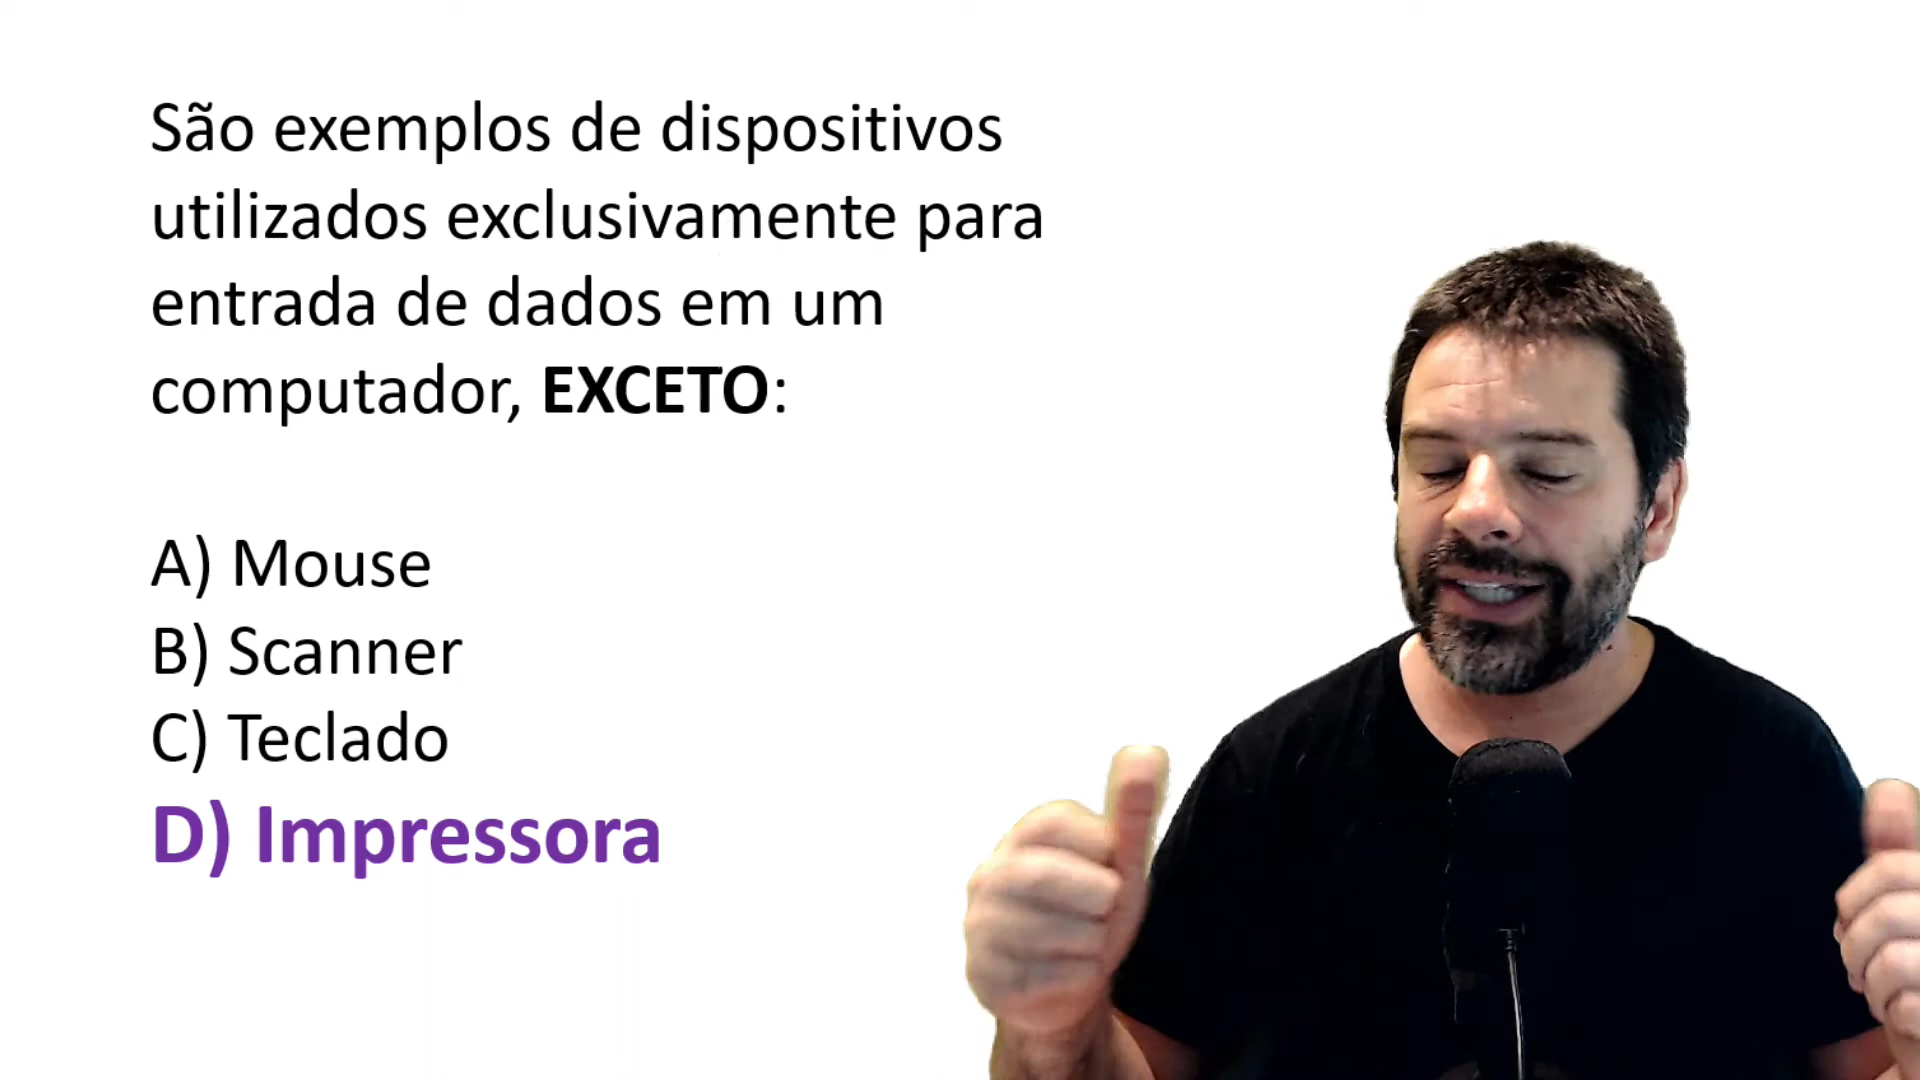 São exemplos de dispositivos
utilizados exclusivamente para
entrada de dados em um
computador, EXCETO:
A) Mouse
B) Scanner
C) Teclado
D) Impressora